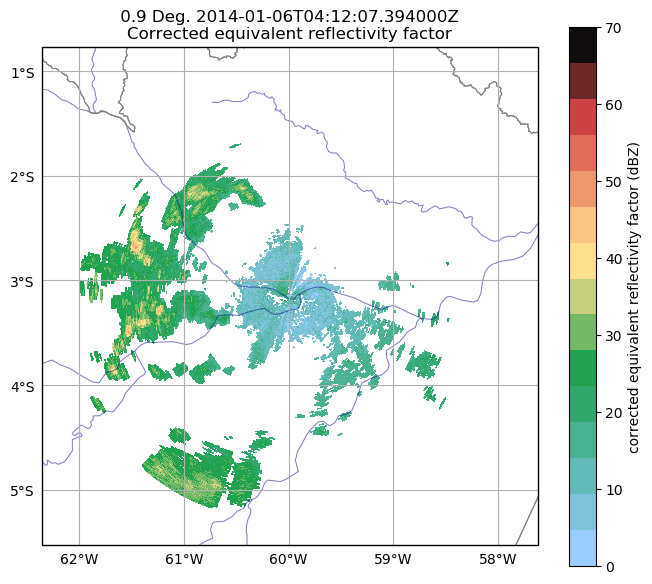 0.9 Deg. 2014-01-06T04:12:07.394000Z
Corrected equivalent reflectivity factor
1°S
2°S
3°S
4°S
5°S
62°W
61°W
60°W
59°W
58°W
70
60
50
40
30
20
10
0
corrected equivalent reflectivity factor (dBZ)